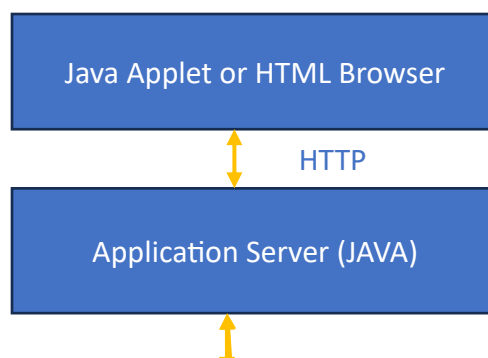 Java Applet or HTML Browser
HTTP
Application Server (JAVA)